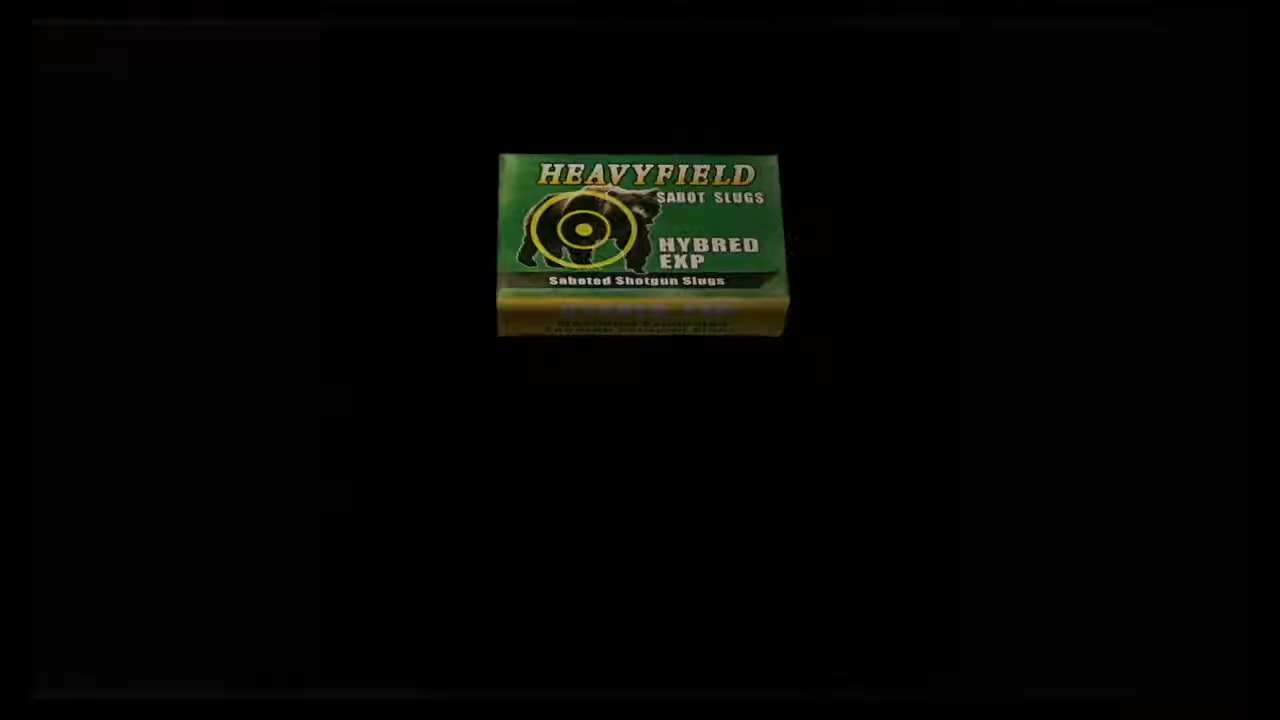 HEAVYFIELD
SABOT SLUGS
HYBRED
EXP
Saboted Shotgun Slugs